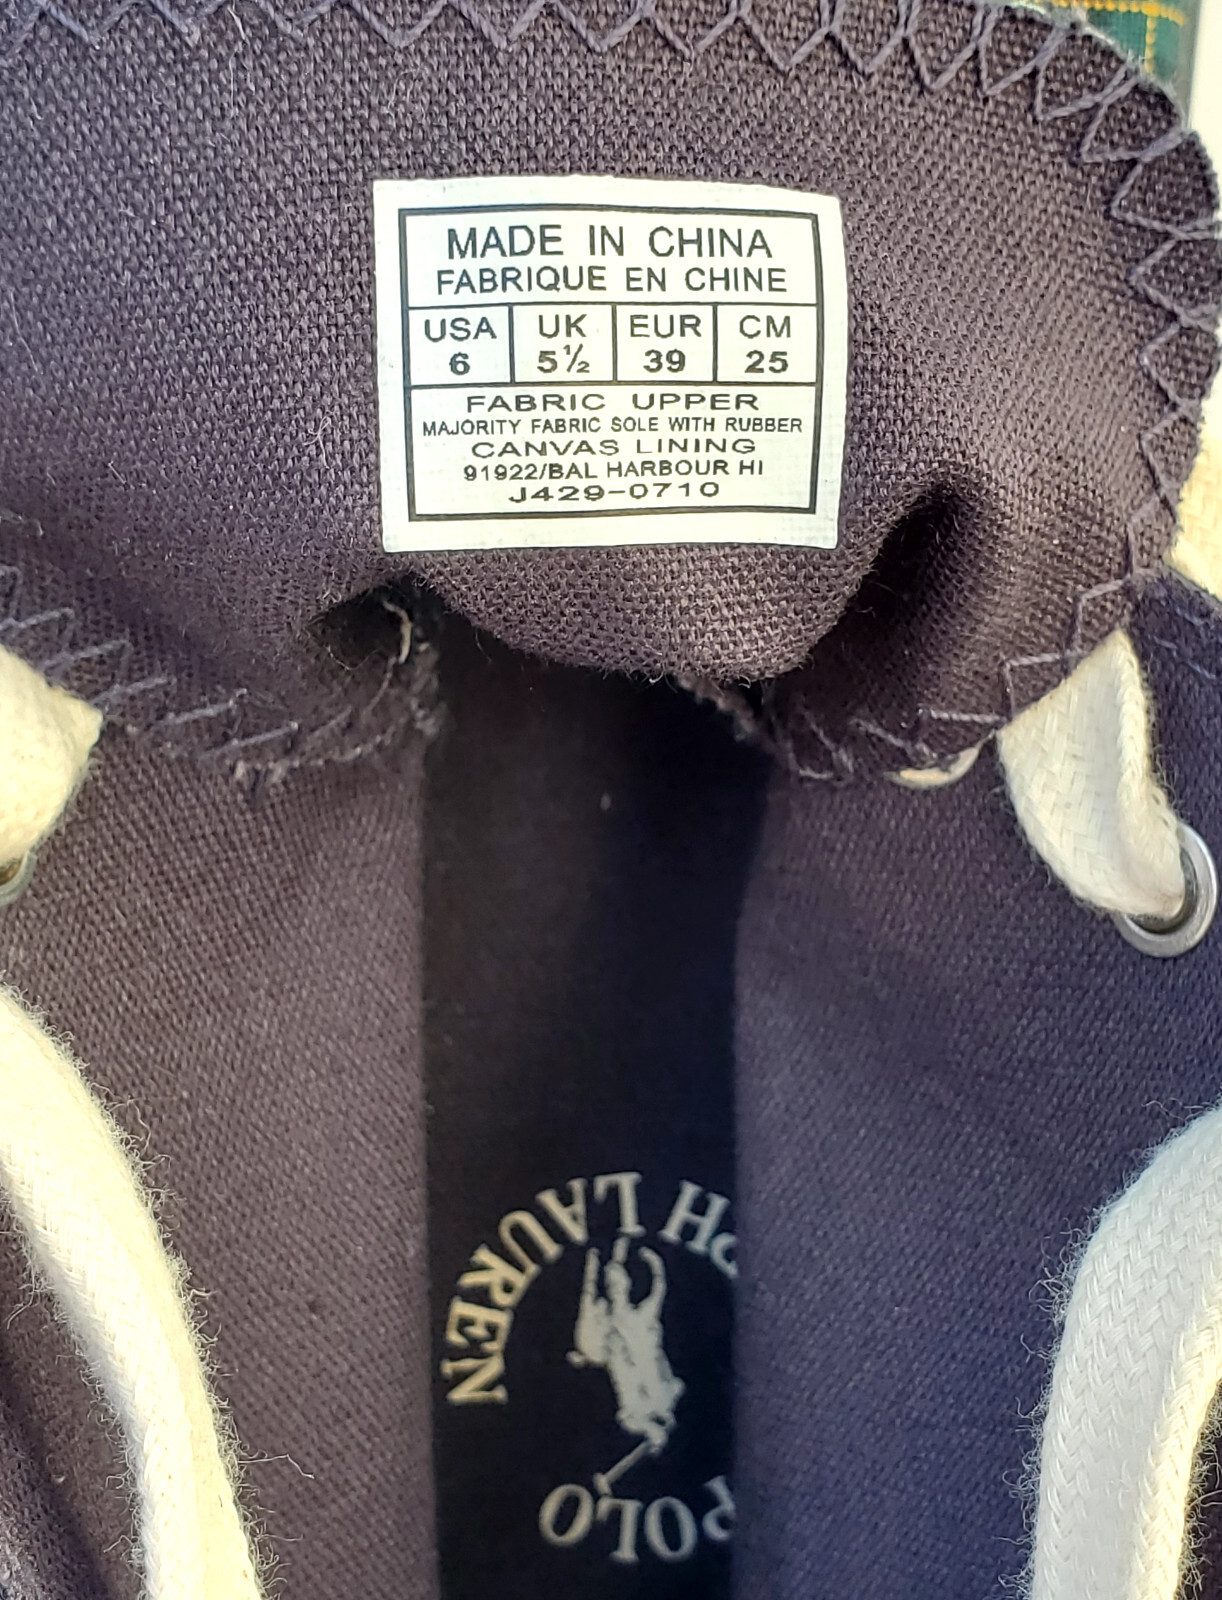 MADE IN CHINA
FABRIQUE EN CHINE
USA UK EUR CM
6 5½ 39 25
FABRIC UPPER
MAJORITY FABRIC SOLE WITH RUBBER
CANVAS LINING
91922/BAL HARBOUR HI
J429-0710
PH LAUREN
POLO